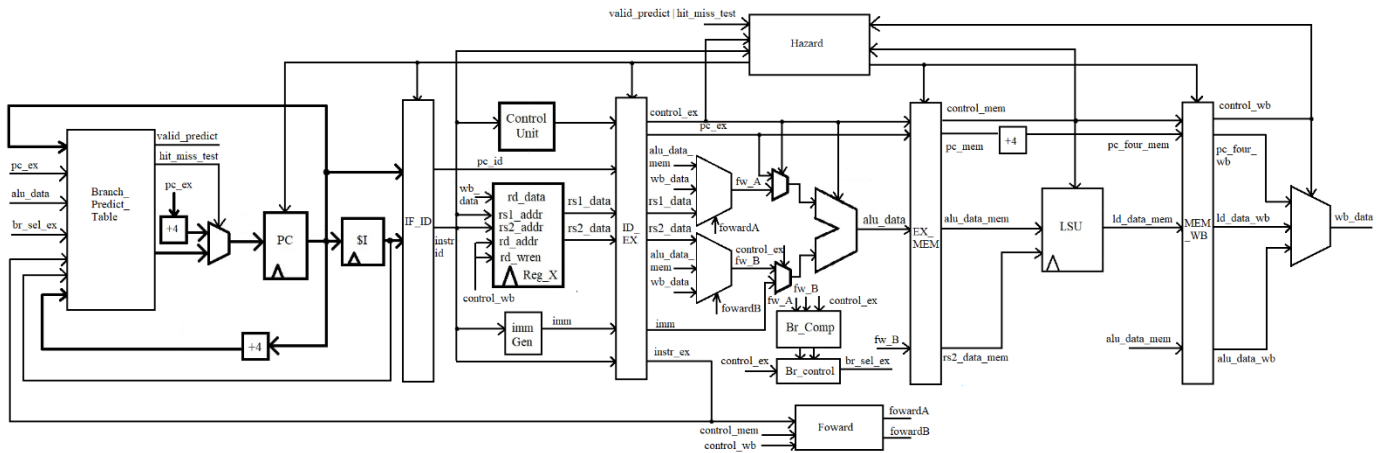 valid_predict | hit_miss_test
Hazard
Branch_
Predict_
Table
pc_ex
alu_data
br_sel_ex
valid_predict
hit_miss_test
pc_ex
+4
+4
PC
$I
IF_ID
pc_id
instr
id
Control
Unit
wb_
data
rd_data
rs1_addr
rs2_addr
rd_addr
rd_wren
Reg_X
control_wb
rs1_data
rs2_data
imm
Gen
imm
ID_
EX
control_ex
pc_ex
alu_data_
mem
wb_data
rs1_data
fw_A
fowardA
rs2_data
alu_data_
mem
wb_data
control_ex
fw_B
fowardB
imm
instr_ex
alu_data
fw_A
fw_B
control_ex
Br_Comp
control_ex
Br_control
br_sel_ex
control_mem
control_wb
Foward
fowardA
fowardB
fw_B
EX_
MEM
control_mem
pc_mem
+4
pc_four_mem
alu_data_mem
LSU
ld_data_mem
rs2_data_mem
alu_data_mem
MEM
_WB
control_wb
pc_four_
wb
ld_data_wb
alu_data_wb
wb_data